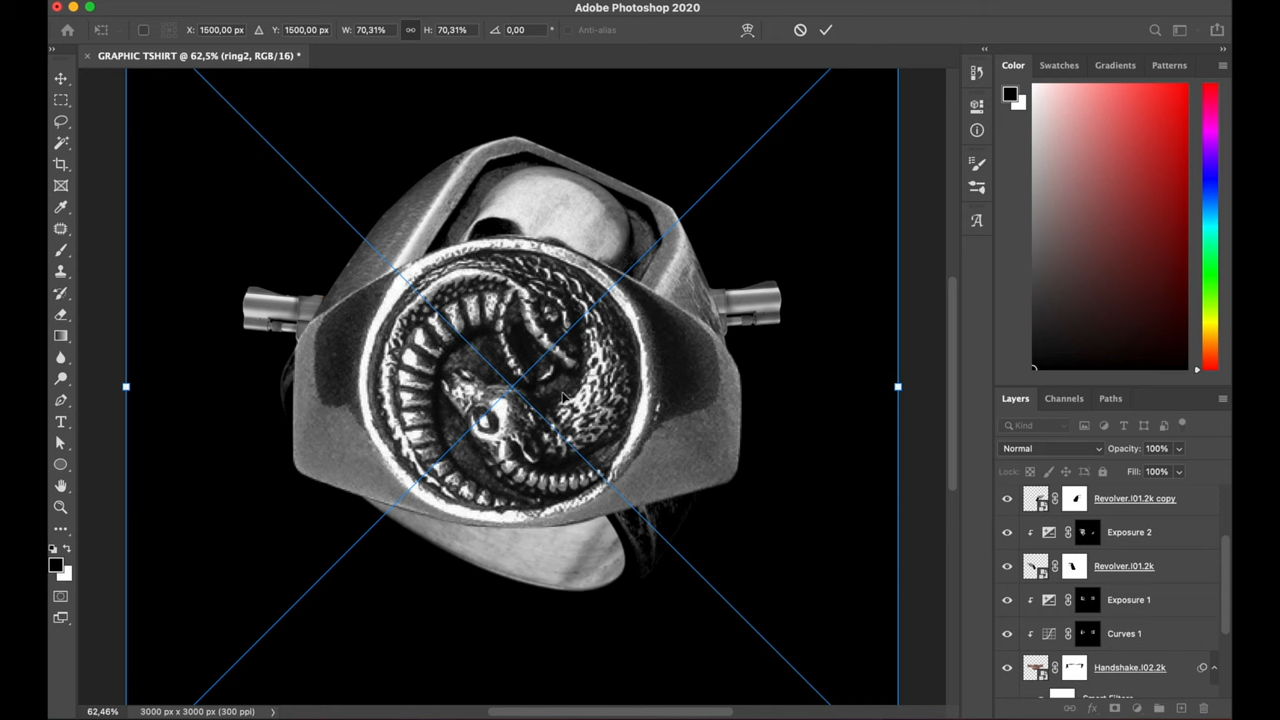 Adobe Photoshop 2020
X: 1500,00 px Y: 1500,00 px W: 70,31% H: 70,31% 0,00 ° Anti-alias
GRAPHIC TSHIRT @ 62,5% (ring2, RGB/16) *
Color Swatches Gradients Patterns
Layers Channels Paths
Kind
Normal Opacity: 100%
Lock: Fill: 100%
Revolver.I01.2k copy
Exposure 2
Revolver.I01.2k
Exposure 1
Curves 1
Handshake.I02.2k
62,46% 3000 px x 3000 px (300 ppi)